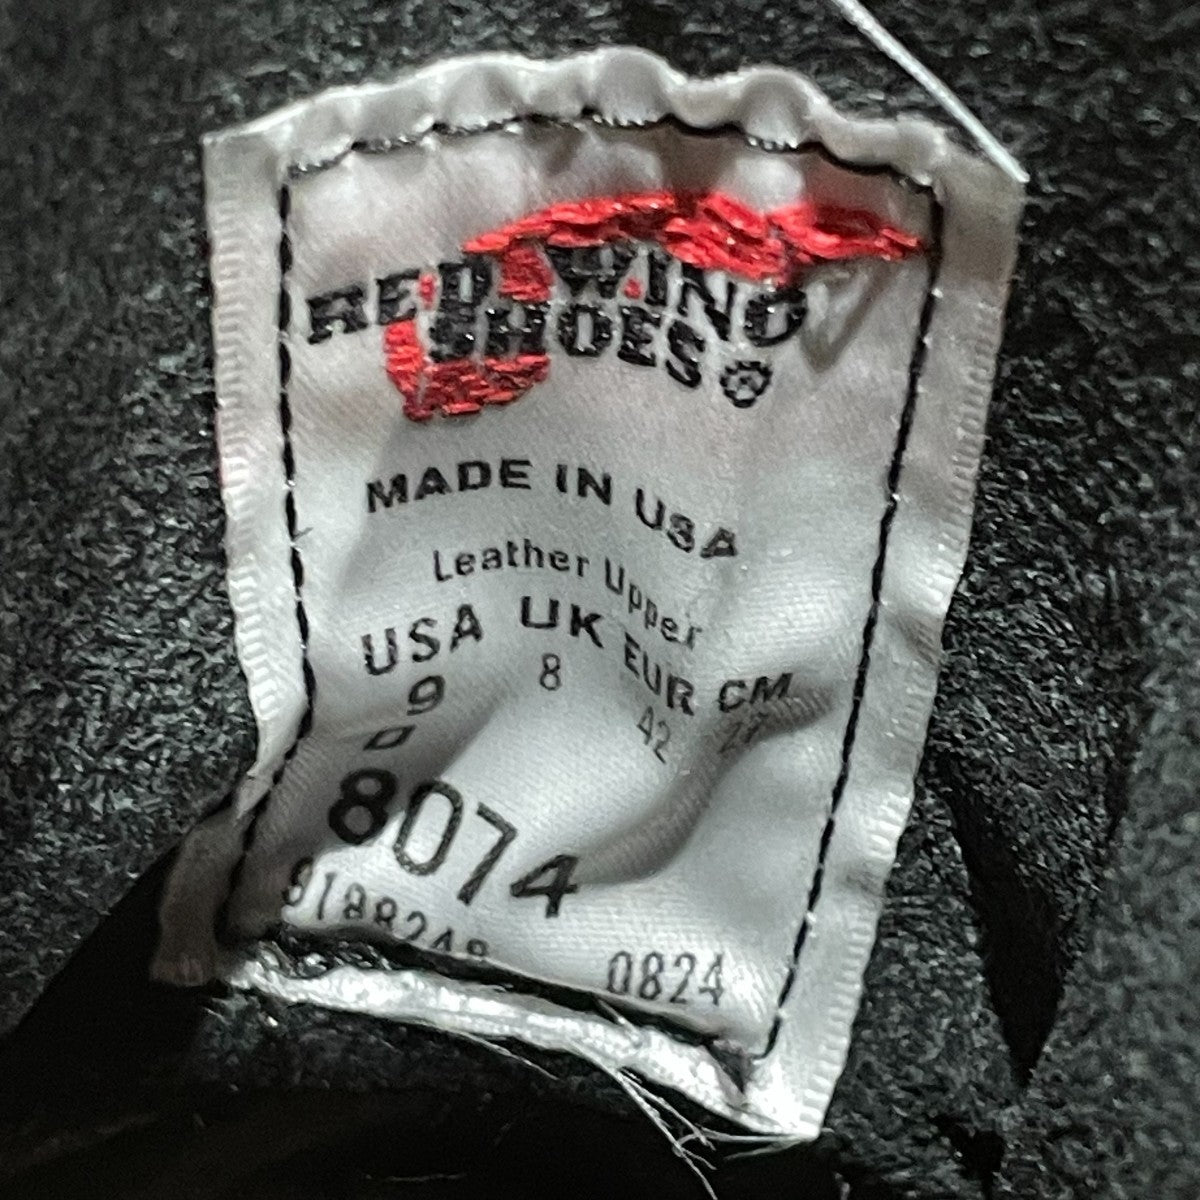 RED WING
SHOES®
MADE IN USA
Leather Upper
USA UK EUR CM
9 8 42 27
D
8074
0824